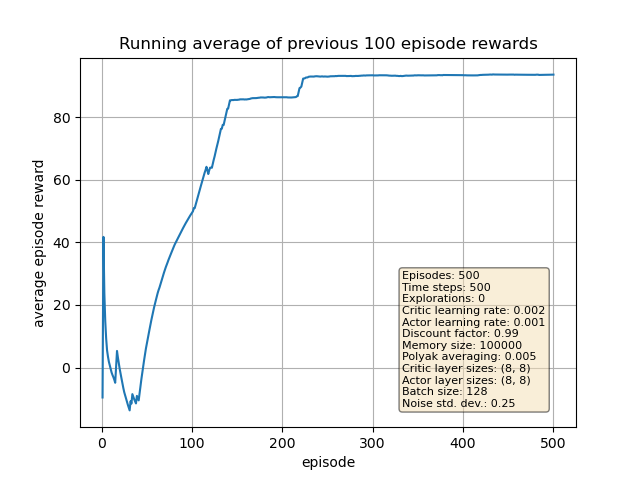 Running average of previous 100 episode rewards
average episode reward
80
60
40
20
0
Episodes: 500
Time steps: 500
Explorations: 0
Critic learning rate: 0.002
Actor learning rate: 0.001
Discount factor: 0.99
Memory size: 100000
Polyak averaging: 0.005
Critic layer sizes: (8, 8)
Actor layer sizes: (8, 8)
Batch size: 128
Noise std. dev.: 0.25
0 100 200 300 400 500
episode